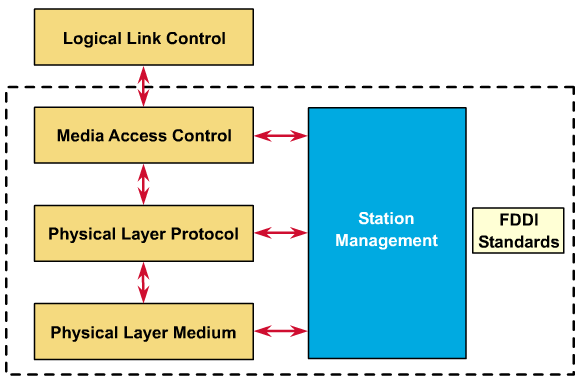 Logical Link Control
Media Access Control
Physical Layer Protocol
Physical Layer Medium
Station
Management
FDDI
Standards